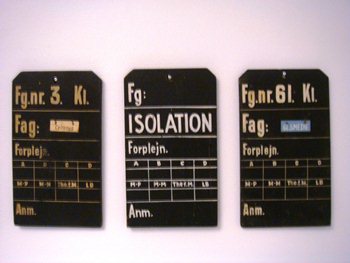 Fg.nr. 3. Kl.
Fag:
Forplejn.
A B C D
M-P M-N The f.M. LB
Anm.
Fg:
ISOLATION
Forplejn.
A B C D
M-P M-N The f.M. LB
Anm.
Fg.nr. 61. Kl.
Fag:
Forplejn.
A B C D
M-P M-N The f.M. LB
Anm.